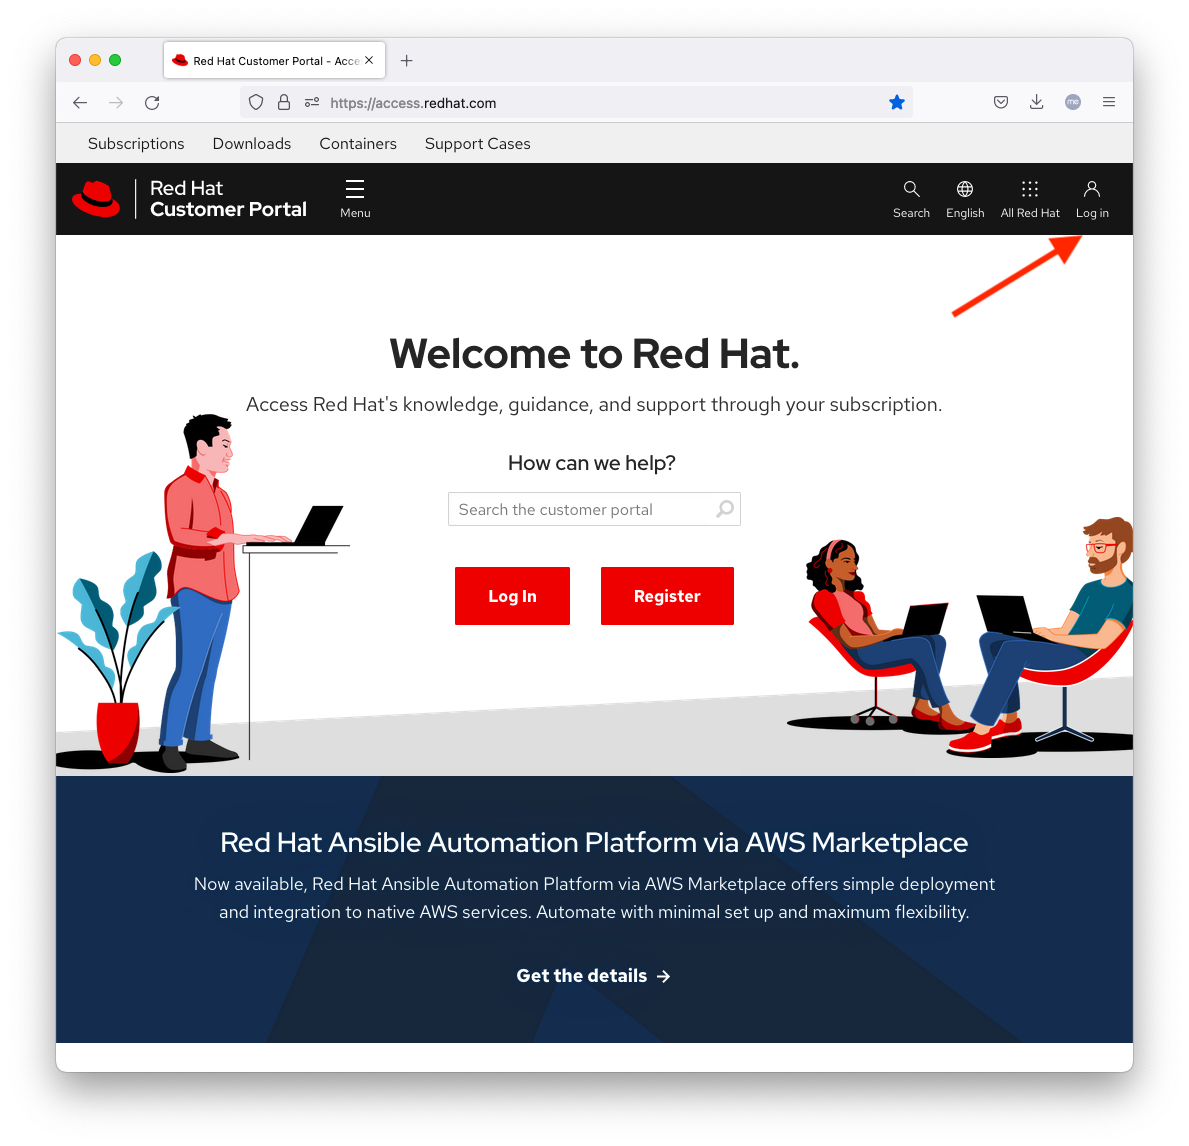 Red Hat Customer Portal - Acce
https://access.redhat.com
me
Subscriptions Downloads Containers Support Cases
Red Hat
Customer Portal
Menu
Search English All Red Hat Log in
Welcome to Red Hat.
Access Red Hat's knowledge, guidance, and support through your subscription.
How can we help?
Search the customer portal
Log In Register
Red Hat Ansible Automation Platform via AWS Marketplace
Now available, Red Hat Ansible Automation Platform via AWS Marketplace offers simple deployment
and integration to native AWS services. Automate with minimal set up and maximum flexibility.
Get the details →